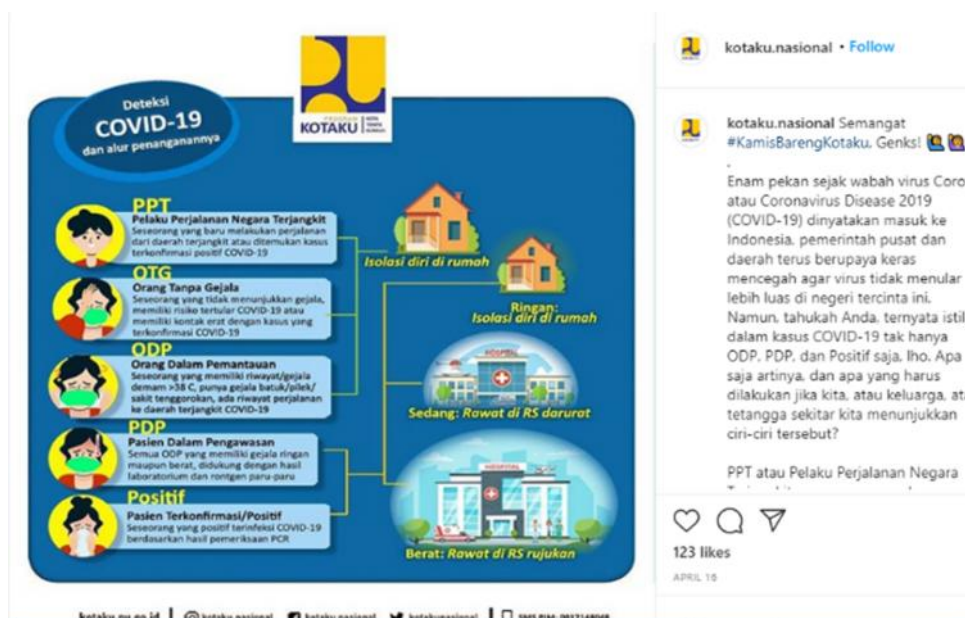 Deteksi
COVID-19
dan alur penanganannya
PROGRAM
KOTAKU
KOTA
TANPA
KUMUH
PPT
Pelaku Perjalanan Negara Terjangkit
Seseorang yang baru melakukan perjalanan
dari daerah terjangkit atau ditemukan kasus
terkonfirmasi positif COVID-19
OTG
Orang Tanpa Gejala
Seseorang yang tidak menunjukkan gejala,
memiliki risiko tertular COVID-19 atau
memiliki kontak erat dengan kasus yang
terkonfirmasi COVID-19
ODP
Orang Dalam Pemantauan
Seseorang yang memiliki riwayat/gejala
demam >38 C, punya gejala batuk/pilek/
sakit tenggorokan, ada riwayat perjalanan
ke daerah terjangkit COVID-19
PDP
Pasien Dalam Pengawasan
Semua ODP yang memiliki gejala ringan
maupun berat, didukung dengan hasil
laboratorium dan rontgen paru-paru
Positif
Pasien Terkonfirmasi/Positif
Seseorang yang positif terinfeksi COVID-19
berdasarkan hasil pemeriksaan PCR
Isolasi diri di rumah
Ringan:
Isolasi diri di rumah
HOSPITAL
Sedang: Rawat di RS darurat
HOSPITAL
Berat: Rawat di RS rujukan
kotaku.nasional • Follow
kotaku.nasional Semangat
#KamisBarengKotaku, Genks!
.
Enam pekan sejak wabah virus Coro
atau Coronavirus Disease 2019
(COVID-19) dinyatakan masuk ke
Indonesia, pemerintah pusat dan
daerah terus berupaya keras
mencegah agar virus tidak menular
lebih luas di negeri tercinta ini.
Namun, tahukah Anda, ternyata istil
dalam kasus COVID-19 tak hanya
ODP, PDP, dan Positif saja, lho. Apa
saja artinya, dan apa yang harus
dilakukan jika kita, atau keluarga, at
tetangga sekitar kita menunjukkan
ciri-ciri tersebut?
PPT atau Pelaku Perjalanan Negara
123 likes
APRIL 16